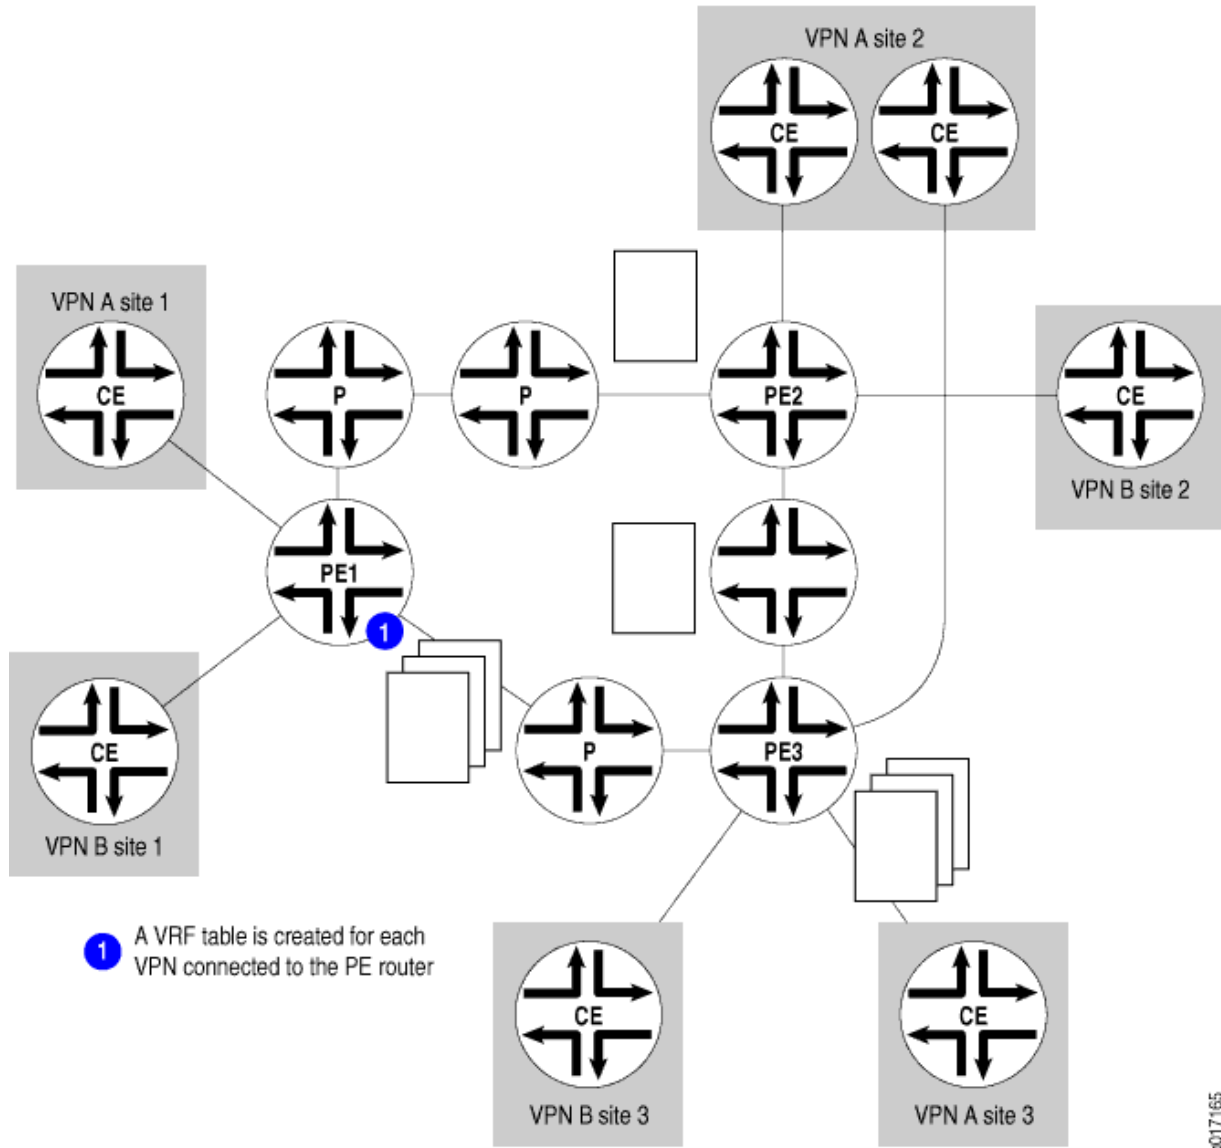 VPN A site 2
CE
CE
VPN A site 1
CE
P
P
PE2
CE
VPN B site 2
PE1
1
CE
VPN B site 1
P
PE3
1
A VRF table is created for each
VPN connected to the PE router
CE
VPN B site 3
CE
VPN A site 3